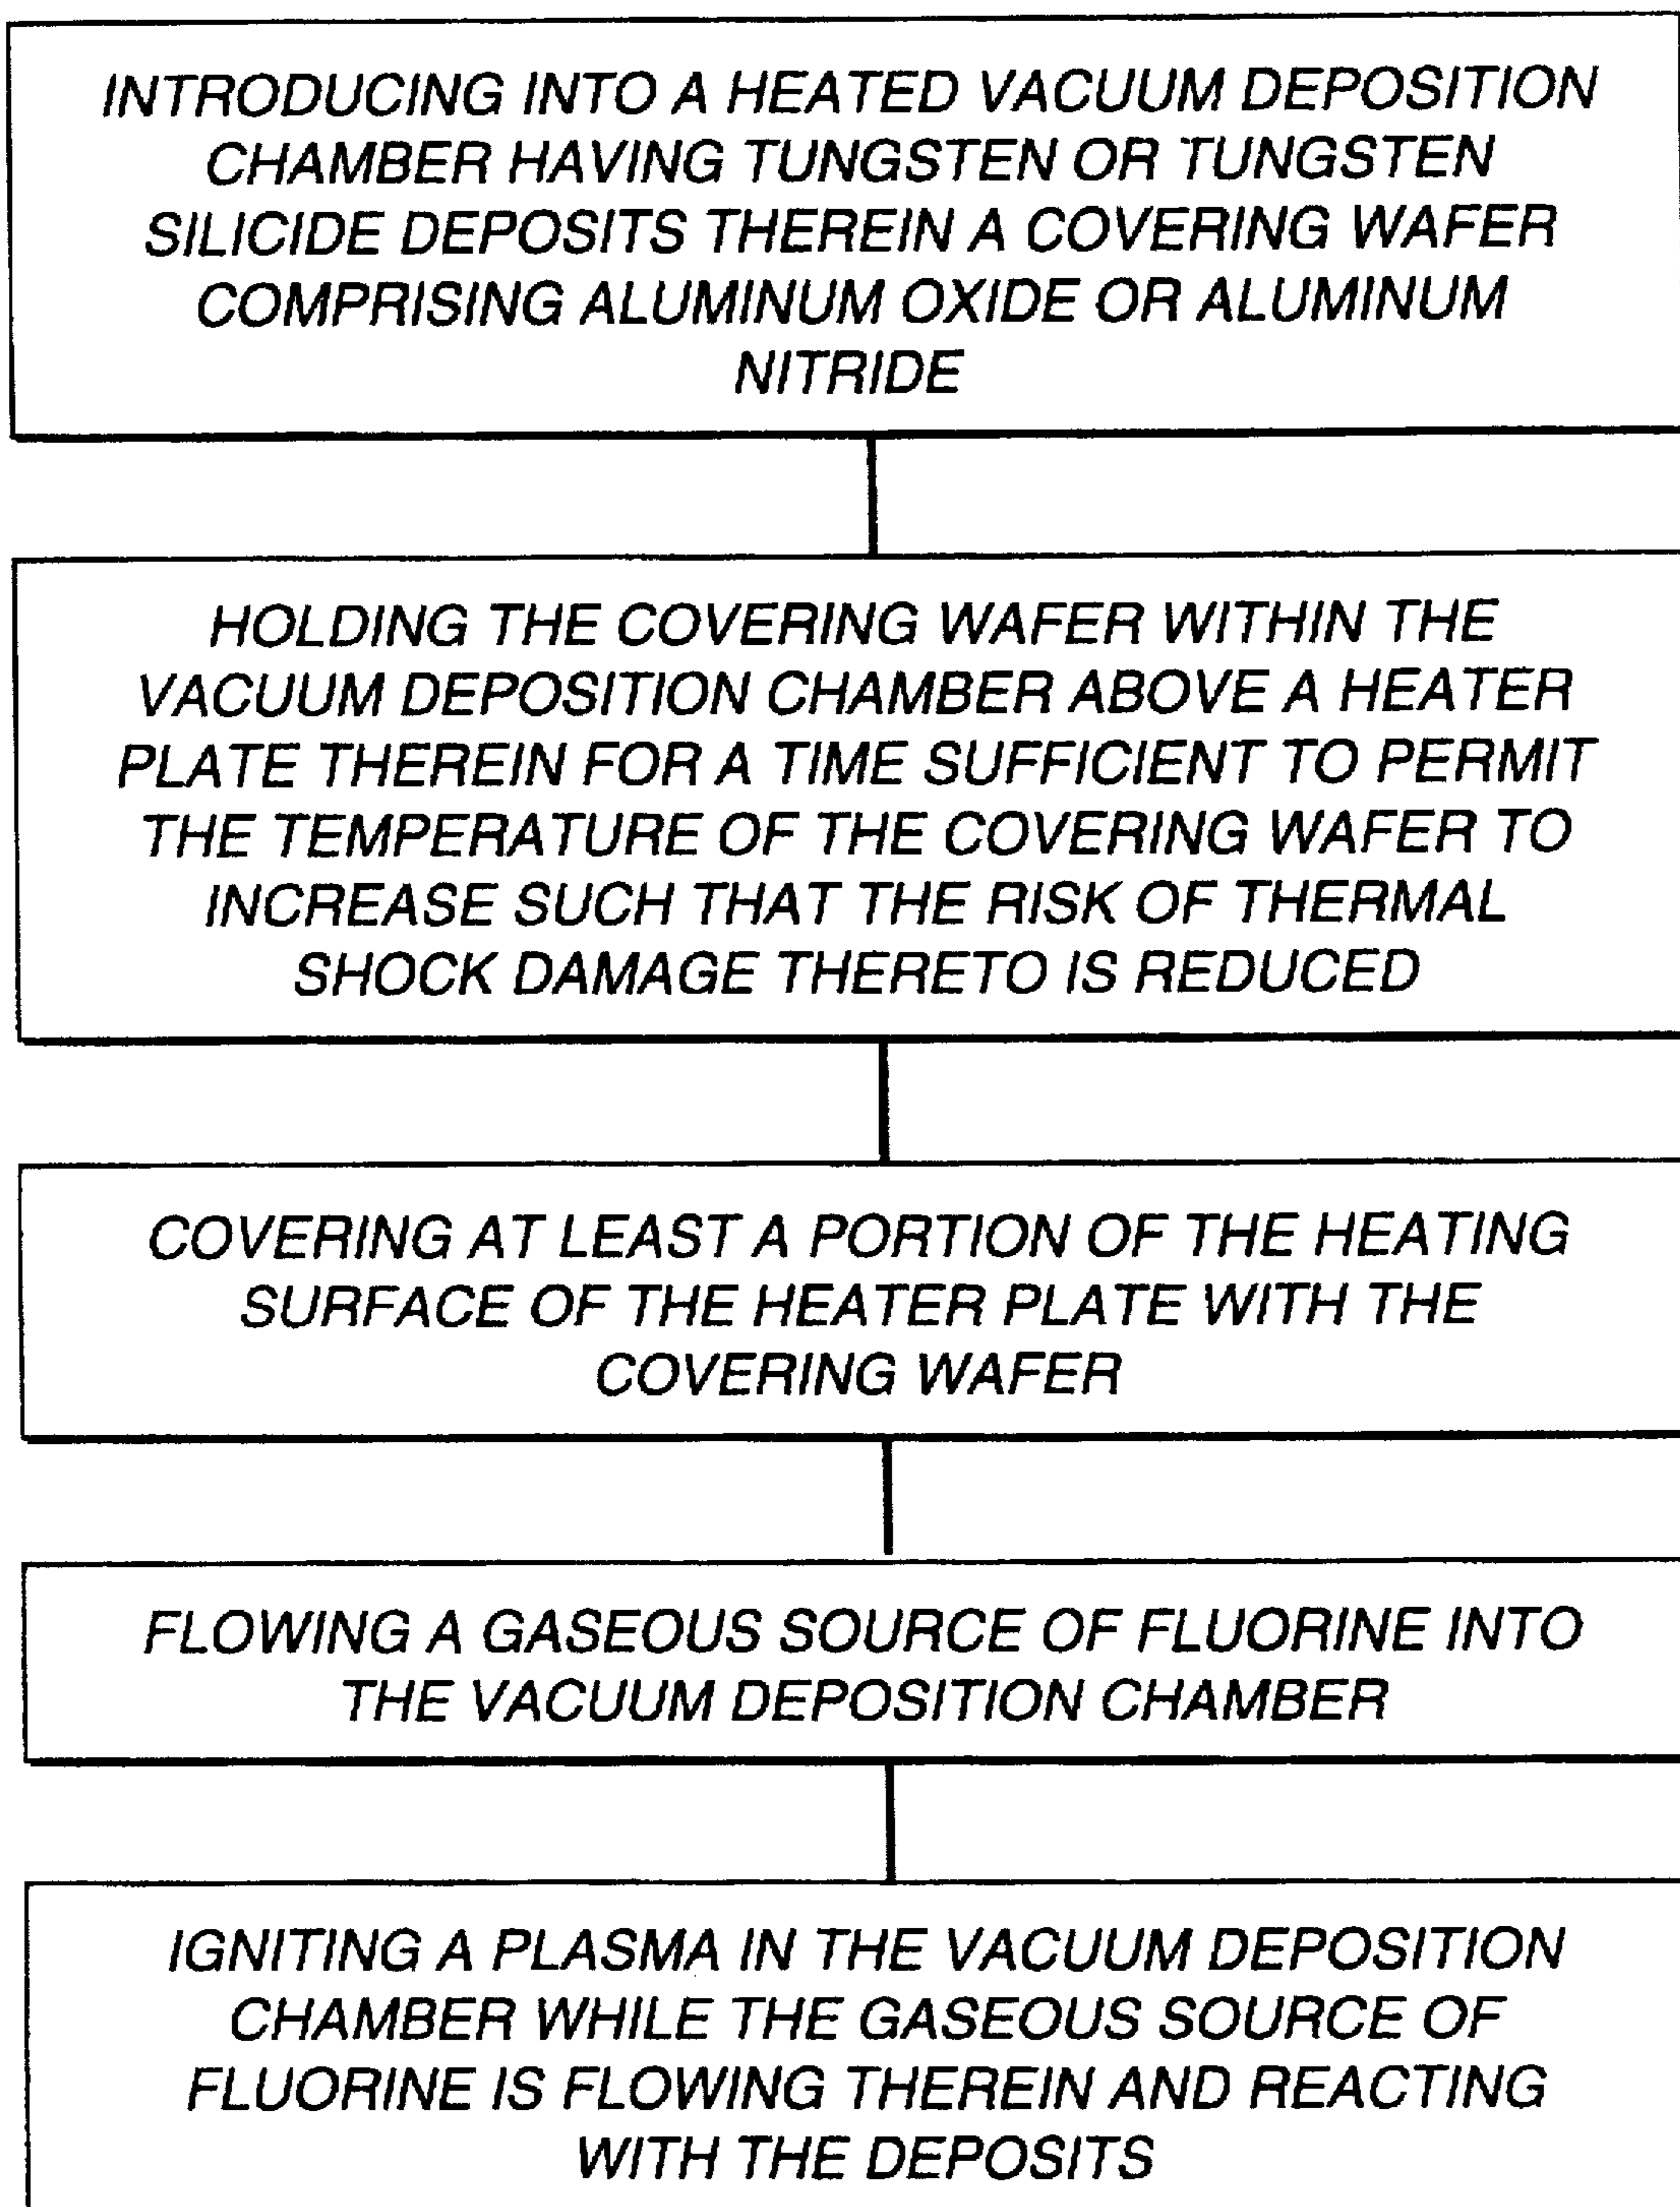 INTRODUCING INTO A HEATED VACUUM DEPOSITION
CHAMBER HAVING TUNGSTEN OR TUNGSTEN
SILICIDE DEPOSITS THEREIN A COVERING WAFER
COMPRISING ALUMINUM OXIDE OR ALUMINUM
NITRIDE
HOLDING THE COVERING WAFER WITHIN THE
VACUUM DEPOSITION CHAMBER ABOVE A HEATER
PLATE THEREIN FOR A TIME SUFFICIENT TO PERMIT
THE TEMPERATURE OF THE COVERING WAFER TO
INCREASE SUCH THAT THE RISK OF THERMAL
SHOCK DAMAGE THERETO IS REDUCED
COVERING AT LEAST A PORTION OF THE HEATING
SURFACE OF THE HEATER PLATE WITH THE
COVERING WAFER
FLOWING A GASEOUS SOURCE OF FLUORINE INTO
THE VACUUM DEPOSITION CHAMBER
IGNITING A PLASMA IN THE VACUUM DEPOSITION
CHAMBER WHILE THE GASEOUS SOURCE OF
FLUORINE IS FLOWING THEREIN AND REACTING
WITH THE DEPOSITS